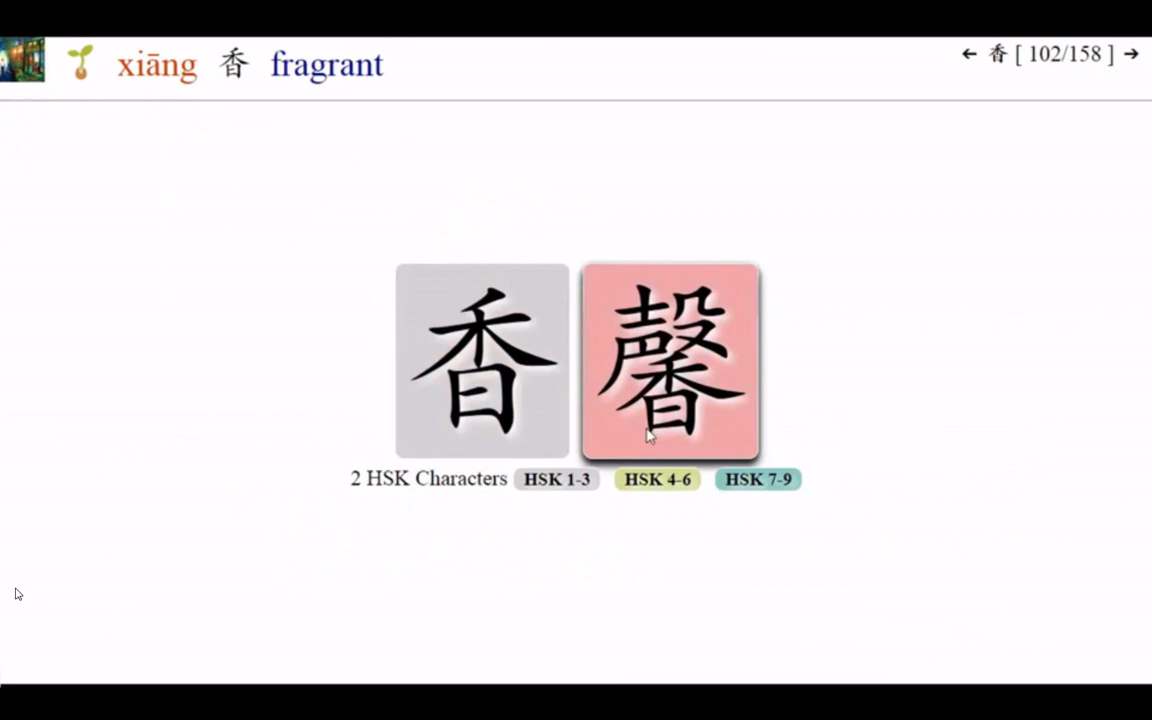 xiāng 香 fragrant
← 香 [ 102/158 ] →
香 馨
2 HSK Characters HSK 1-3 HSK 4-6 HSK 7-9